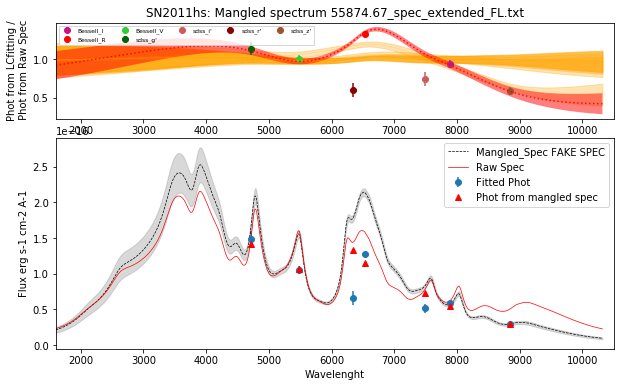 SN2011hs: Mangled spectrum 55874.67_spec_extended_FL.txt
Phot from LCfitting /
Phot from Raw Spec
1.0
0.5
Bessell_I
Bessell_R
Bessell_V
sdss_g'
sdss_i'
sdss_r'
sdss_z'
2000 3000 4000 5000 6000 7000 8000 9000 10000
Flux erg s-1 cm-2 A-1
2.5
2.0
1.5
1.0
0.5
0.0
Mangled_Spec FAKE SPEC
Raw Spec
Fitted Phot
Phot from mangled spec
2000 3000 4000 5000 6000 7000 8000 9000 10000
Wavelenght